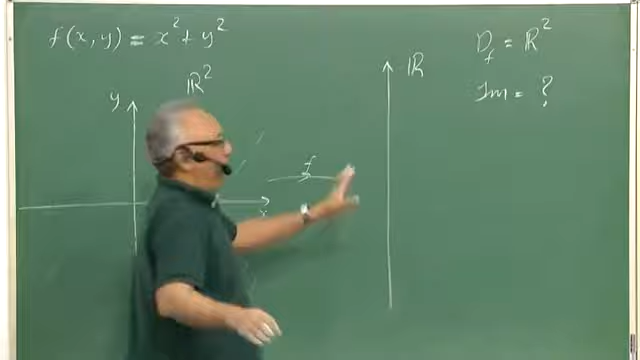 f(x,y) = x² + y²
D_f = ℝ²
Im = ?
ℝ²
ℝ
y
f
x